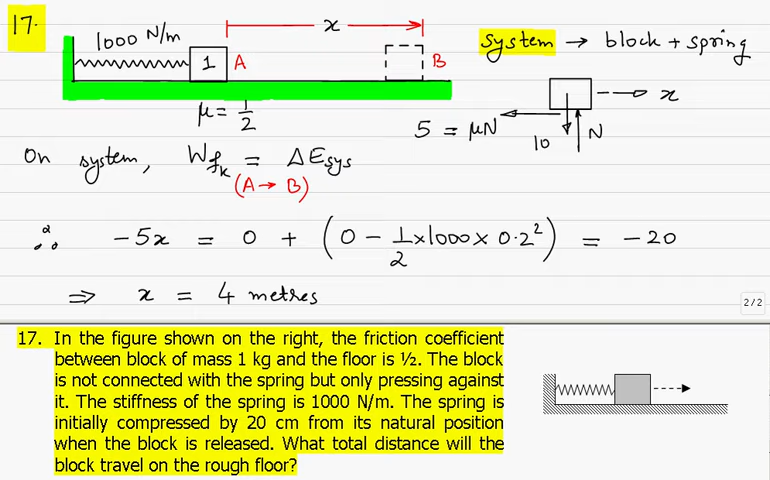 17.
1000 N/m
x
system → block + spring
1 A
B
x
μ = 1/2
5 = μN
10
N
On system, W_fk = ΔE_sys
(A → B)
∴ -5x = 0 + (0 - 1/2 × 1000 × 0.2²) = -20
⇒ x = 4 metres
2/2
17. In the figure shown on the right, the friction coefficient
between block of mass 1 kg and the floor is ½. The block
is not connected with the spring but only pressing against
it. The stiffness of the spring is 1000 N/m. The spring is
initially compressed by 20 cm from its natural position
when the block is released. What total distance will the
block travel on the rough floor?